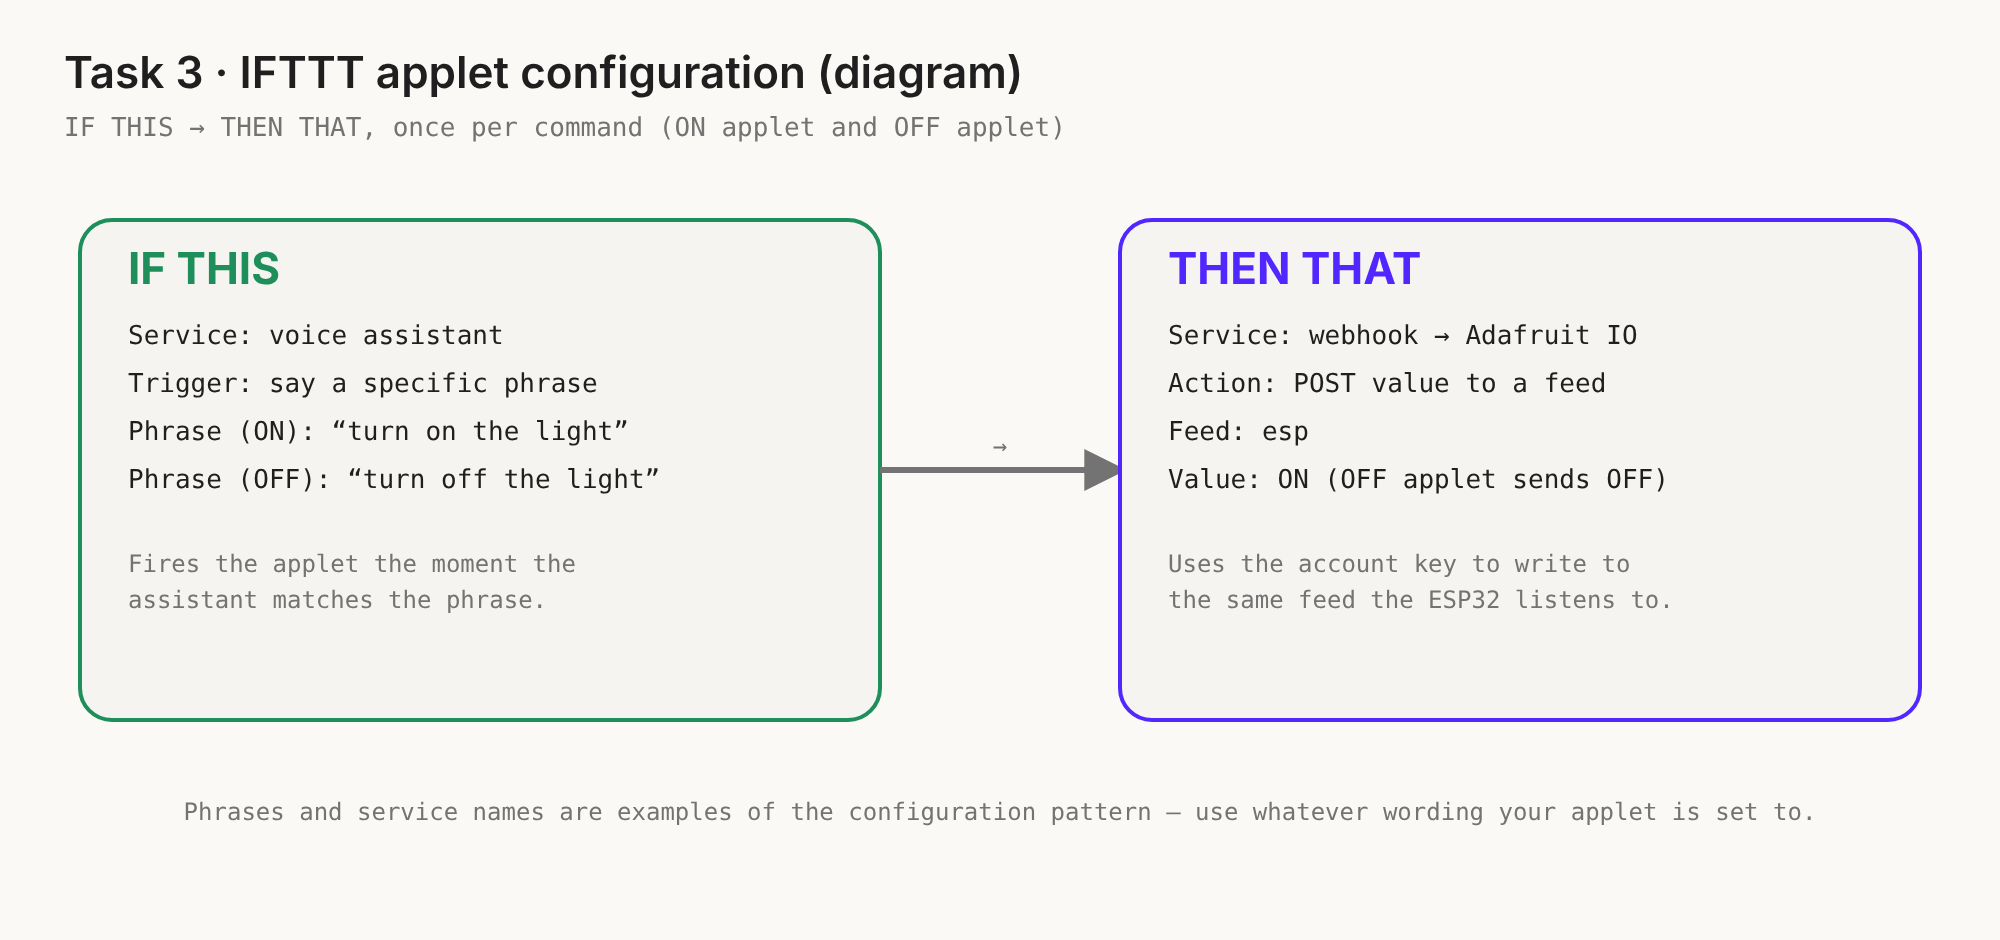 Task 3 · IFTTT applet configuration (diagram)
IF THIS → THEN THAT, once per command (ON applet and OFF applet)
IF THIS
Service: voice assistant
Trigger: say a specific phrase
Phrase (ON): “turn on the light”
Phrase (OFF): “turn off the light”
Fires the applet the moment the
assistant matches the phrase.
→
THEN THAT
Service: webhook → Adafruit IO
Action: POST value to a feed
Feed: esp
Value: ON (OFF applet sends OFF)
Uses the account key to write to
the same feed the ESP32 listens to.
Phrases and service names are examples of the configuration pattern — use whatever wording your applet is set to.